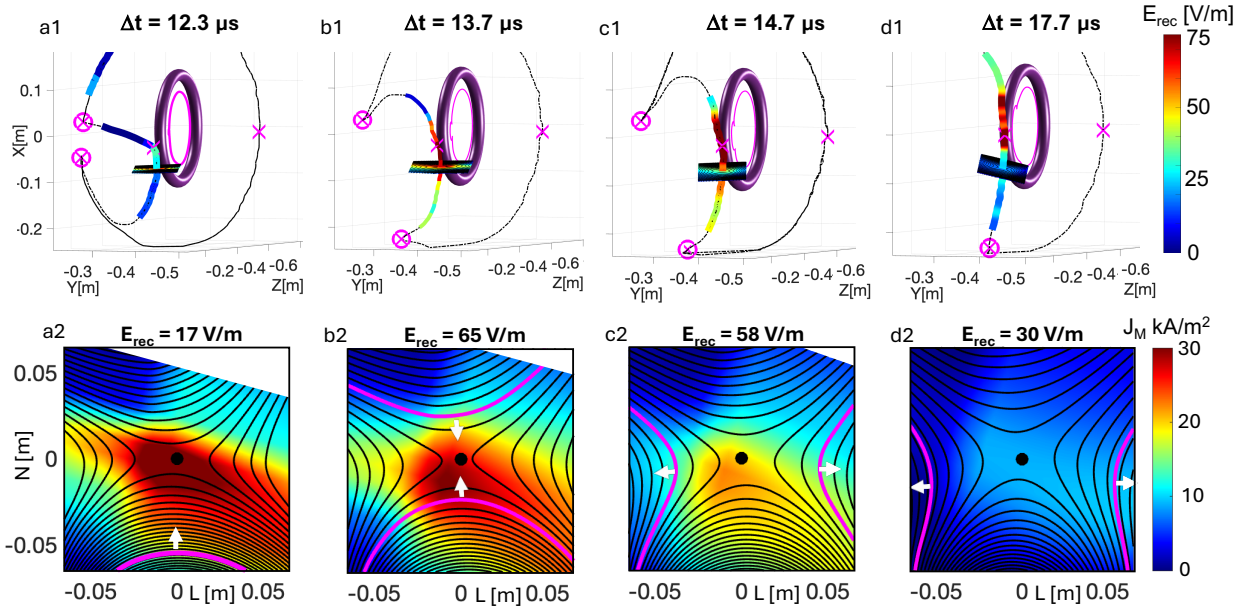 a1 Δt = 12.3 µs
b1 Δt = 13.7 µs
c1 Δt = 14.7 µs
d1 Δt = 17.7 µs
E_rec [V/m]
75
50
25
0
X[m]
0.1
0
-0.1
-0.2
-0.3 -0.4 -0.5 -0.2 -0.4 -0.6
Y[m] Z[m]
-0.3 -0.4 -0.5 -0.2 -0.4 -0.6
Y[m] Z[m]
-0.3 -0.4 -0.5 -0.2 -0.4 -0.6
Y[m] Z[m]
-0.3 -0.4 -0.5 -0.2 -0.4 -0.6
Y[m] Z[m]
a2 E_rec = 17 V/m
b2 E_rec = 65 V/m
c2 E_rec = 58 V/m
d2 E_rec = 30 V/m
J_M kA/m²
30
20
10
0
N [m]
0.05
0
-0.05
-0.05 0 L [m] 0.05
-0.05 0 L [m] 0.05
-0.05 0 L [m] 0.05
-0.05 0 L [m] 0.05